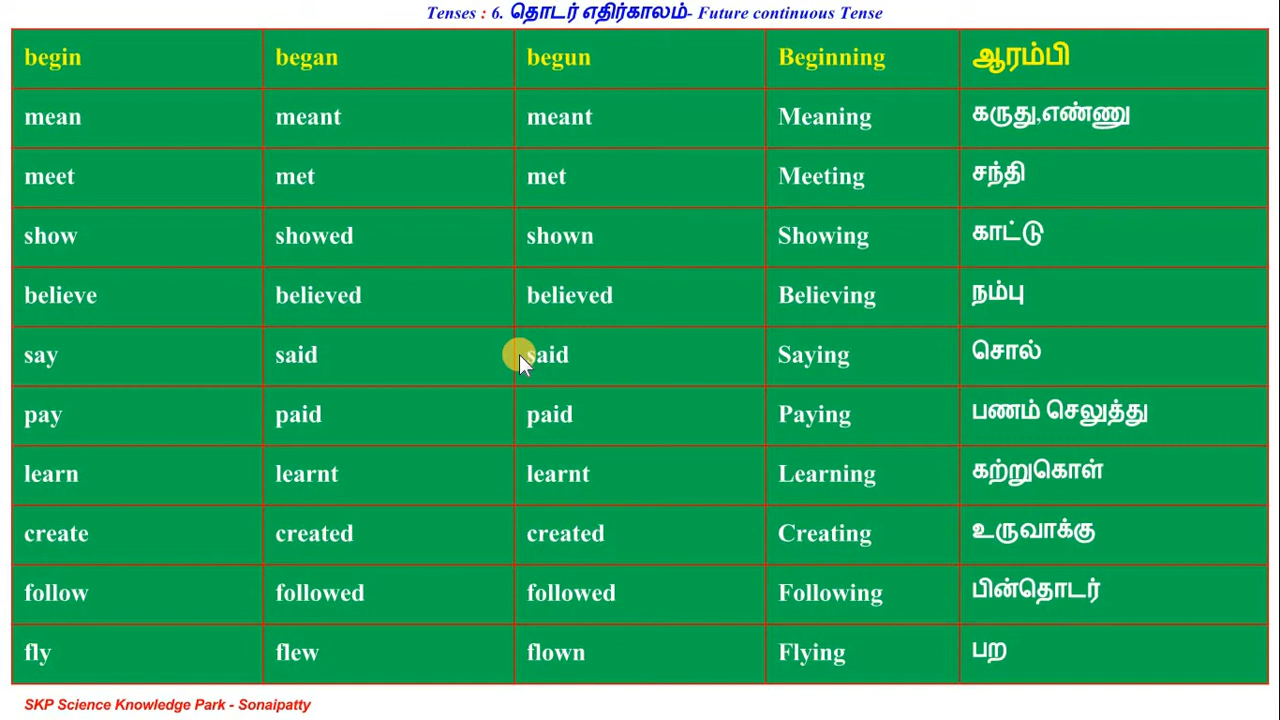 Tenses : 6. தொடர் எதிர்காலம்- Future continuous Tense
begin began begun Beginning ஆரம்பி
mean meant meant Meaning கருது,எண்ணு
meet met met Meeting சந்தி
show showed shown Showing காட்டு
believe believed believed Believing நம்பு
say said said Saying சொல்
pay paid paid Paying பணம் செலுத்து
learn learnt learnt Learning கற்றுகொள்
create created created Creating உருவாக்கு
follow followed followed Following பின்தொடர்
fly flew flown Flying பற
SKP Science Knowledge Park - Sonaipatty